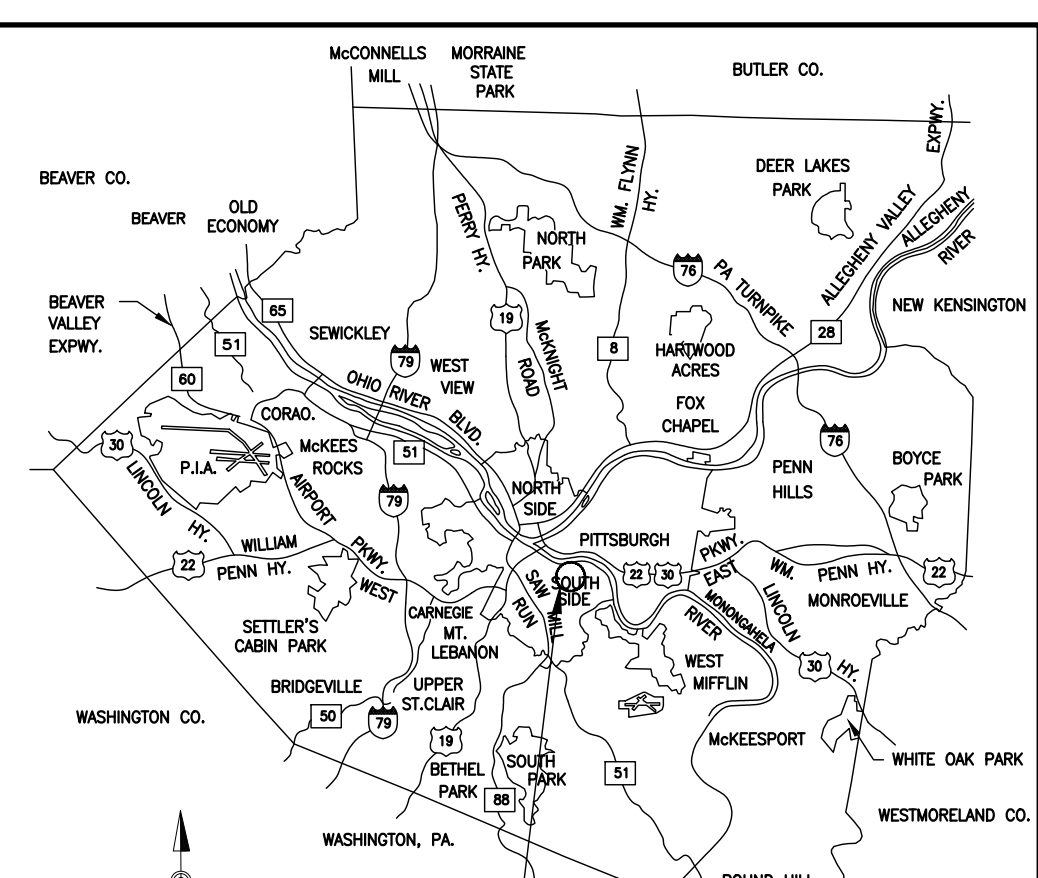 McCONNELLS
MILL
MORRAINE
STATE
PARK
BUTLER CO.
EXPWY.
BEAVER CO.
BEAVER
OLD
ECONOMY
PERRY HY.
WM. FLYNN
HY.
DEER LAKES
PARK
ALLEGHENY VALLEY
ALLEGHENY
RIVER
NORTH
PARK
76
PA TURNPIKE
BEAVER
VALLEY
EXPWY.
65
51
SEWICKLEY
79
WEST
VIEW
19
McKNIGHT
ROAD
8
HARTWOOD
ACRES
28
NEW KENSINGTON
60
OHIO RIVER
BLVD.
CORAO.
FOX
CHAPEL
30
McKEES
ROCKS
51
76
P.I.A.
LINCOLN
HY.
AIRPORT
PKWY.
WEST
79
NORTH
SIDE
PENN
HILLS
BOYCE
PARK
WILLIAM
PENN HY.
22
PITTSBURGH
PKWY.
EAST
22
30
WM.
PENN HY.
22
SOUTH
SIDE
SAW MILL
RUN
MONONGAHELA
RIVER
LINCOLN
HY.
MONROEVILLE
CARNEGIE
MT.
LEBANON
SETTLER'S
CABIN PARK
WEST
MIFFLIN
30
BRIDGEVILLE
UPPER
ST.CLAIR
50
79
19
WASHINGTON CO.
McKEESPORT
WHITE OAK PARK
BETHEL
PARK
SOUTH
PARK
88
51
WESTMORELAND CO.
WASHINGTON, PA.
ROUND HILL